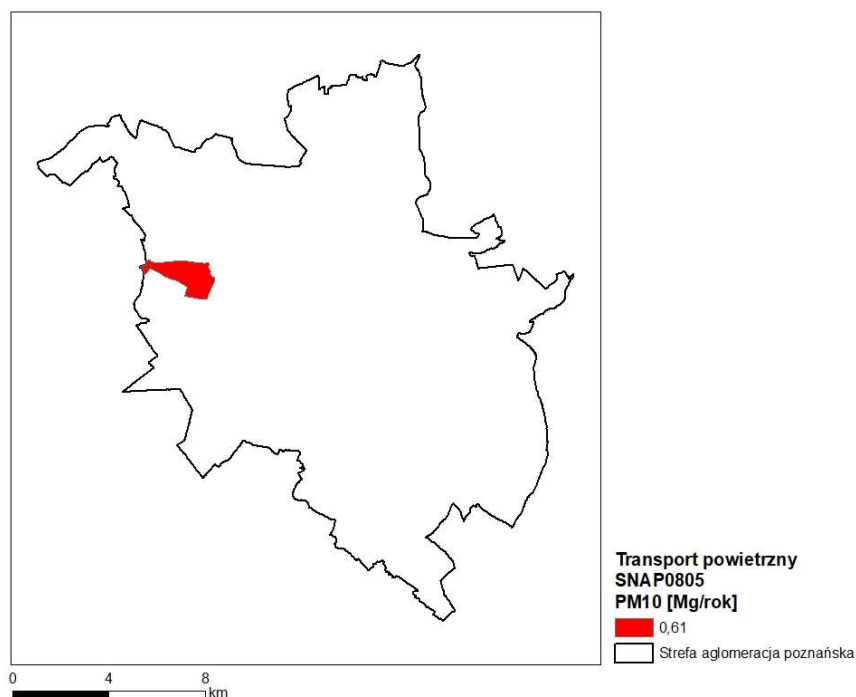 Transport powietrzny
SNAP0805
PM10 [Mg/rok]
0,61
Strefa aglomeracja poznańska
0 4 8
km